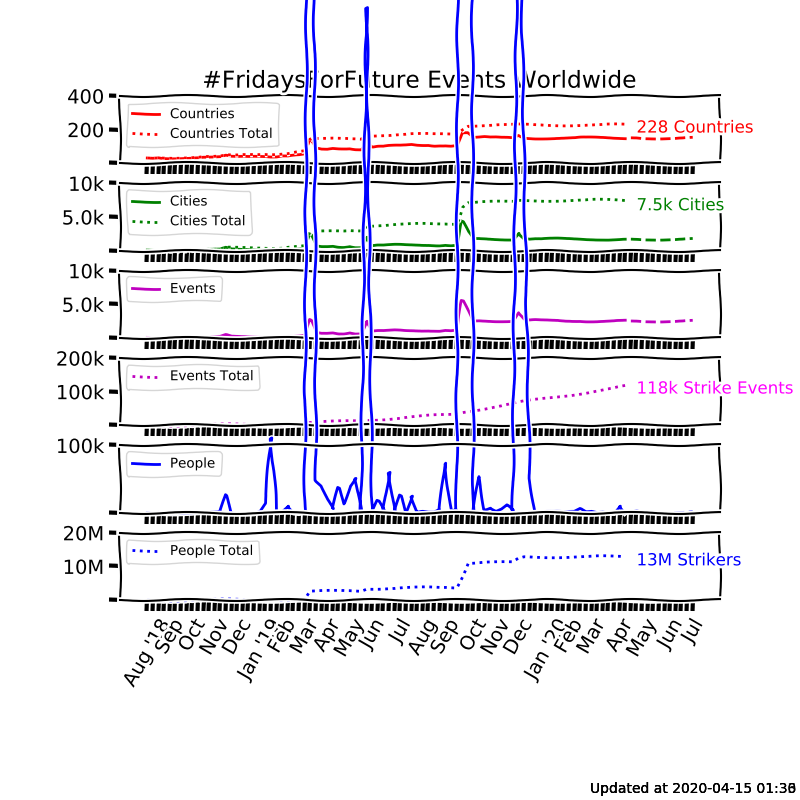 #FridaysForFuture Events Worldwide
400
200
Countries
Countries Total
228 Countries
10k
5.0k
Cities
Cities Total
7.5k Cities
10k
5.0k
Events
200k
100k
Events Total
118k Strike Events
100k
People
20M
10M
People Total
13M Strikers
Aug '18
Sep
Oct
Nov
Dec
Jan '19
Feb
Mar
Apr
May
Jun
Jul
Aug
Sep
Oct
Nov
Dec
Jan '20
Feb
Mar
Apr
May
Jun
Jul
Updated at 2020-04-15